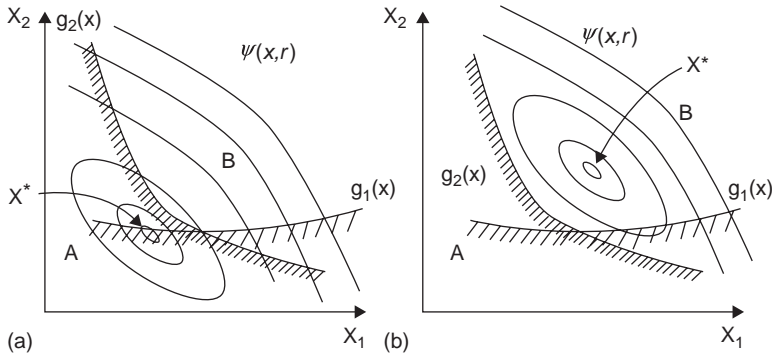 X₂
g₂(x)
ψ(x,r)
B
X*
g₁(x)
A
X₁
(a)
X₂
ψ(x,r)
X*
B
g₂(x)
g₁(x)
A
X₁
(b)